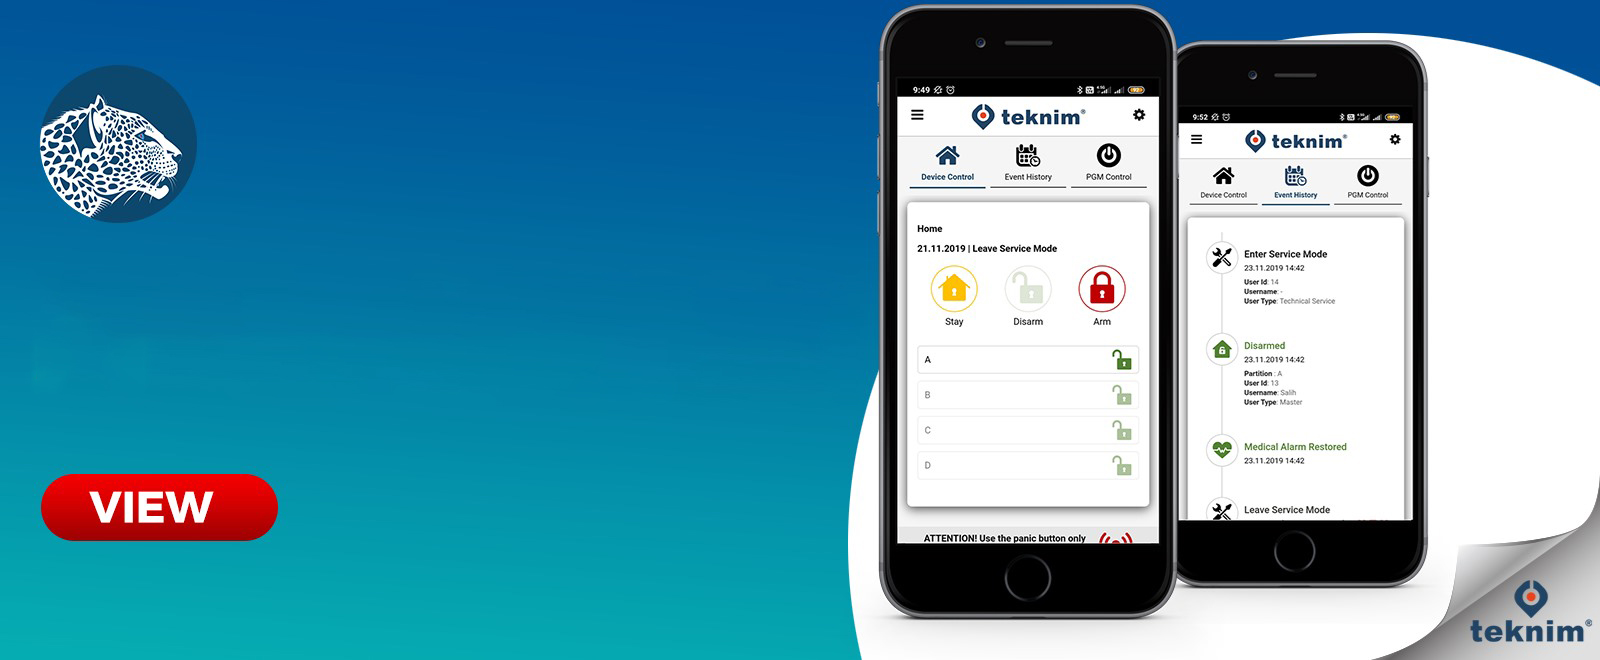 VIEW
9:49
teknim®
Device Control
Event History
PGM Control
Home
21.11.2019 | Leave Service Mode
Stay
Disarm
Arm
A
B
C
D
ATTENTION! Use the panic button only
9:52
teknim®
Device Control
Event History
PGM Control
Enter Service Mode
23.11.2019 14:42
User Id: 14
Username: -
User Type: Technical Service
Disarmed
23.11.2019 14:42
Partition : A
User Id: 13
Username: Salih
User Type: Master
Medical Alarm Restored
23.11.2019 14:42
Leave Service Mode
teknim®